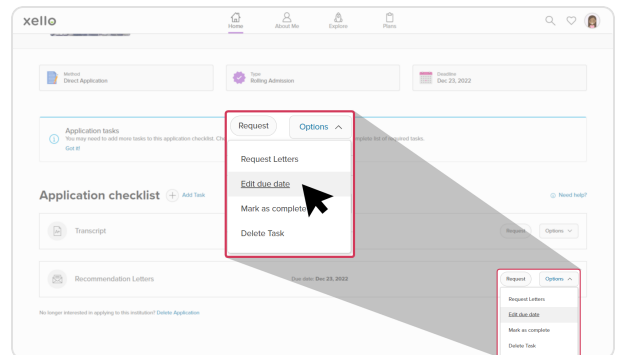 xello
Home
About Me
Explore
Plans
Method
Direct Application
Type
Rolling Admission
Deadline
Dec 23, 2022
Application tasks
You may need to add more tasks to this application checklist.
required tasks.
Got it!
Request
Options
Request Letters
Edit due date
Mark as complete
Delete Task
Application checklist
Add Task
Need help?
Transcript
Request
Options
Recommendation Letters
Due date: Dec 23, 2022
Request
Options
Request Letters
Edit due date
Mark as complete
Delete Task
No longer interested in applying to this institution? Delete Application